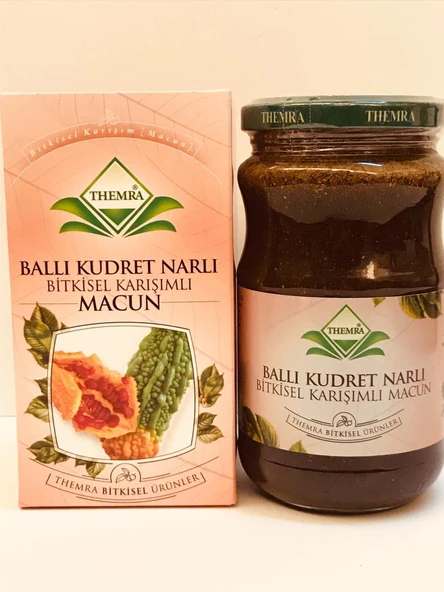 Bitkisel Karışım [Macun]
THEMRA
BALLI KUDRET NARLI
BİTKİSEL KARIŞIMLI
MACUN
THEMRA BİTKİSEL ÜRÜNLER
THEMRA THEMRA
THEMRA
BALLI KUDRET NARLI
BİTKİSEL KARIŞIMLI MACUN
THEMRA BİTKİSEL ÜRÜNLER